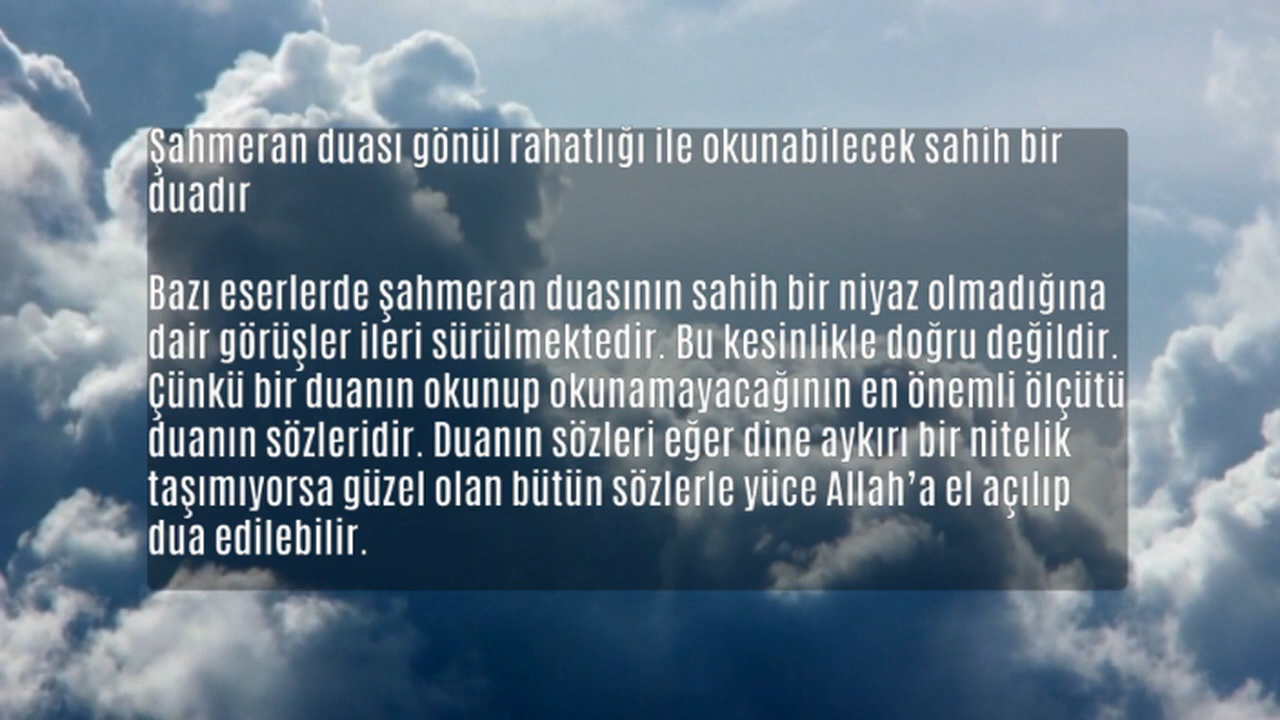 Şahmeran duası gönül rahatlığı ile okunabilecek sahih bir
duadır
Bazı eserlerde şahmeran duasının sahih bir niyaz olmadığına
dair görüşler ileri sürülmektedir. Bu kesinlikle doğru değildir.
Çünkü bir duanın okunup okunamayacağının en önemli ölçütü
duanın sözleridir. Duanın sözleri eğer dine aykırı bir nitelik
taşımıyorsa güzel olan bütün sözlerle yüce Allah’a el açılıp
dua edilebilir.